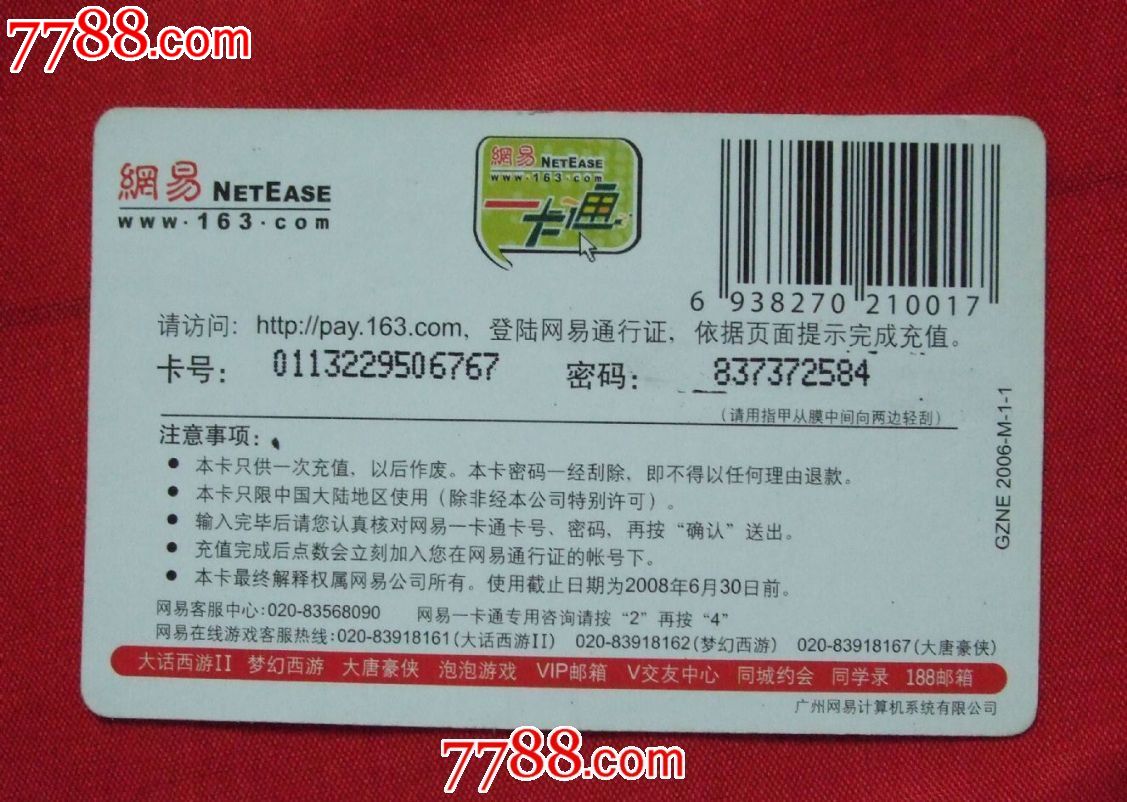 7788.com
網易 NETEASE
www.163.com
網易 NETEASE
www.163.com
一卡通
6 938270 210017
请访问：http://pay.163.com，登陆网易通行证，依据页面提示完成充值。
卡号：0113229506767 密码：837372584
（请用指甲从膜中间向两边轻刮）
注意事项：
● 本卡只供一次充值，以后作废。本卡密码一经刮除，即不得以任何理由退款。
● 本卡只限中国大陆地区使用（除非经本公司特别许可）。
● 输入完毕后请您认真核对网易一卡通卡号、密码，再按“确认”送出。
● 充值完成后点数会立刻加入您在网易通行证的帐号下。
● 本卡最终解释权属网易公司所有。使用截止日期为2008年6月30日前。
网易客服中心:020-83568090 网易一卡通专用咨询请按“2”再按“4”
网易在线游戏客服热线:020-83918161(大话西游II) 020-83918162(梦幻西游) 020-83918167(大唐豪侠)
大话西游II 梦幻西游 大唐豪侠 泡泡游戏 VIP邮箱 V交友中心 同城约会 同学录 188邮箱
广州网易计算机系统有限公司
GZNE 2006-M-1-1
7788.com